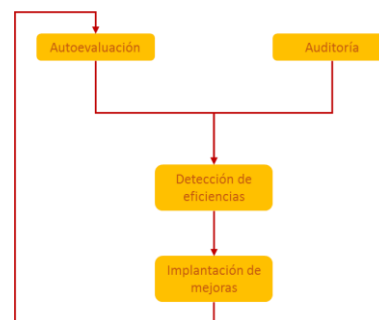 Autoevaluación
Auditoría
Detección de
eficiencias
Implantación de
mejoras